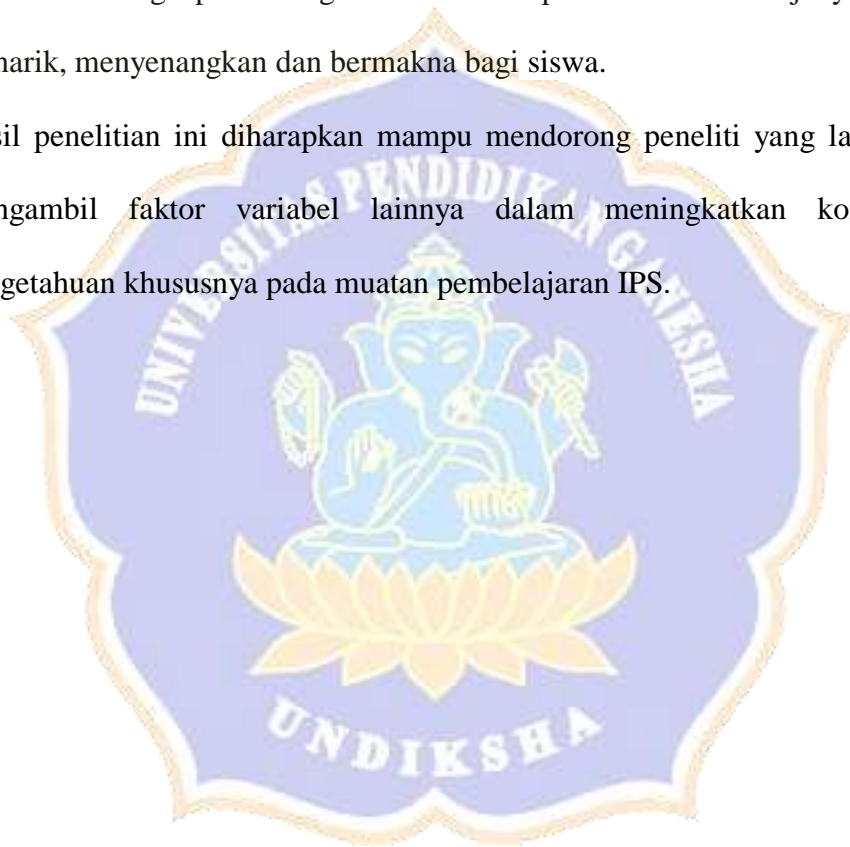 narik, menyenangkan dan bermakna bagi siswa.
sil penelitian ini diharapkan mampu mendorong peneliti yang la
ngambil faktor variabel lainnya dalam meningkatkan ko
getahuan khususnya pada muatan pembelajaran IPS.
UNIVERSITAS PENDIDIKAN GANESHA
UNDIKSHA